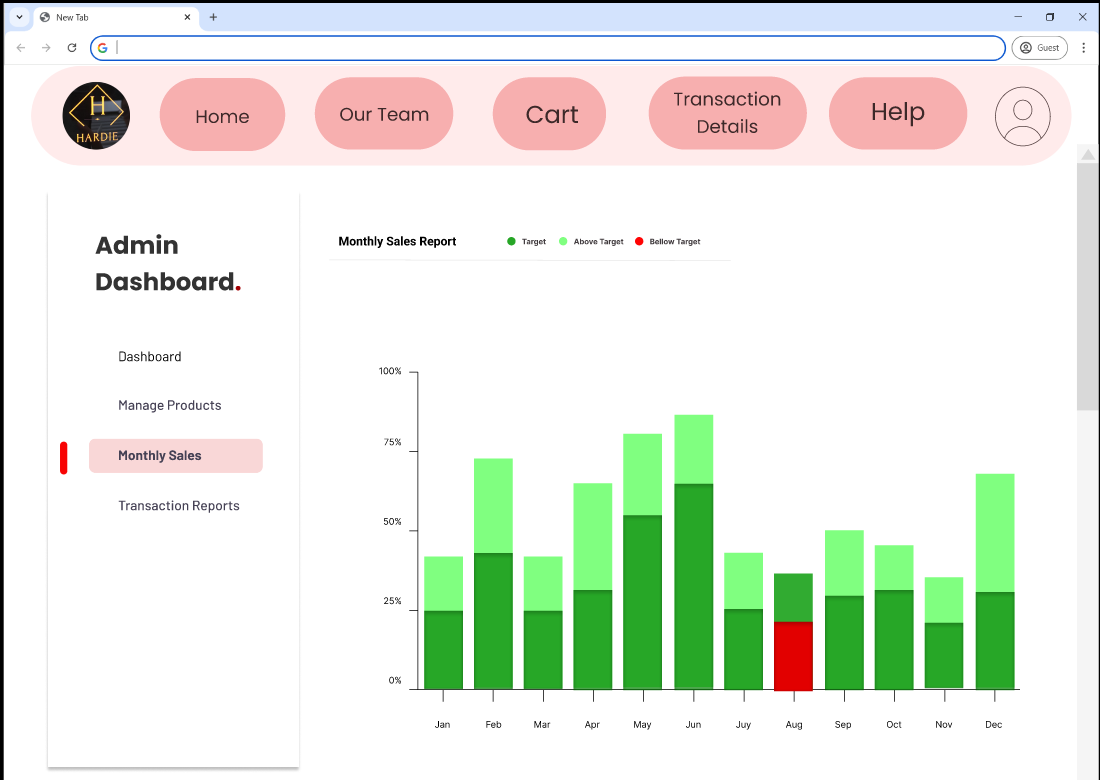 New Tab
Guest
H
HARDIE
Home
Our Team
Cart
Transaction
Details
Help
Admin
Dashboard.
Dashboard
Manage Products
Monthly Sales
Transaction Reports
Monthly Sales Report
Target
Above Target
Bellow Target
100%
75%
50%
25%
0%
Jan
Feb
Mar
Apr
May
Jun
Juy
Aug
Sep
Oct
Nov
Dec